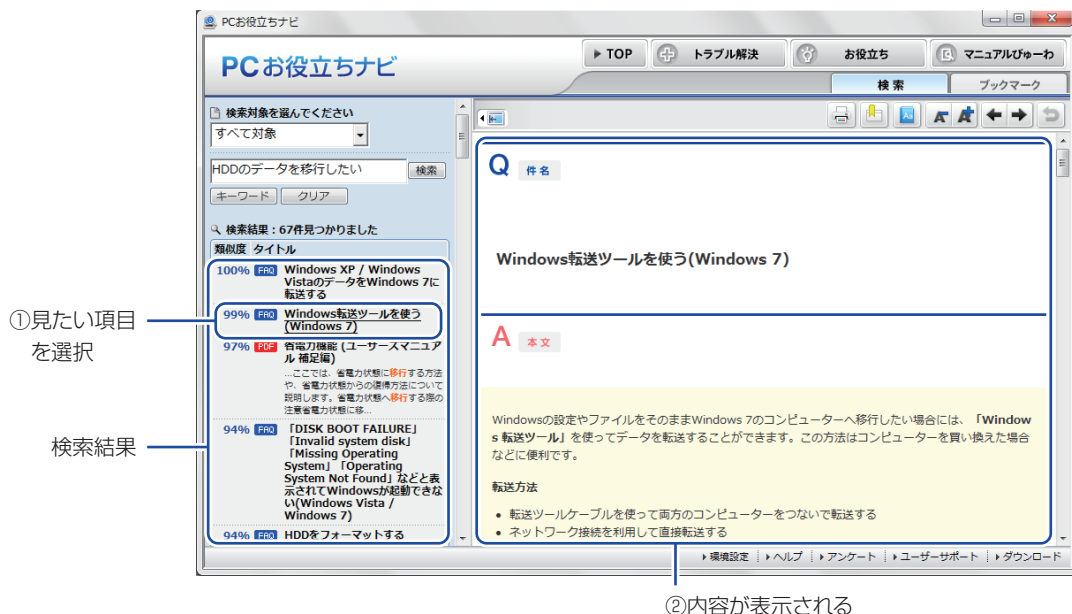 PCお役立ちナビ
PCお役立ちナビ
TOP
トラブル解決
お役立ち
マニュアルびゅーわ
検索
ブックマーク
検索対象を選んでください
すべて対象
HDDのデータを移行したい
検索
キーワード
クリア
検索結果：67件見つかりました
類似度 タイトル
100% FAQ Windows XP / Windows
VistaのデータをWindows 7に
転送する
99% FAQ Windows転送ツールを使う
(Windows 7)
97% PDF 省電力機能 (ユーザーズマニュア
ル 補足編)
...ここでは、省電力状態に移行する方法
や、省電力状態からの復帰方法について
説明します。省電力状態へ移行する際の
注意省電力状態に移...
94% FAQ 「DISK BOOT FAILURE」
「Invalid system disk」
「Missing Operating
System」「Operating
System Not Found」などと表
示されてWindowsが起動できな
い(Windows Vista /
Windows 7)
94% FAQ HDDをフォーマットする
Q 件名
Windows転送ツールを使う(Windows 7)
A 本文
Windowsの設定やファイルをそのままWindows 7のコンピューターへ移行したい場合には、「Window
s 転送ツール」を使ってデータを転送することができます。この方法はコンピューターを買い換えた場合
などに便利です。
転送方法
• 転送ツールケーブルを使って両方のコンピューターをつないで転送する
• ネットワーク接続を利用して直接転送する
環境設定
ヘルプ
アンケート
ユーザーサポート
ダウンロード
①見たい項目
を選択
検索結果
②内容が表示される